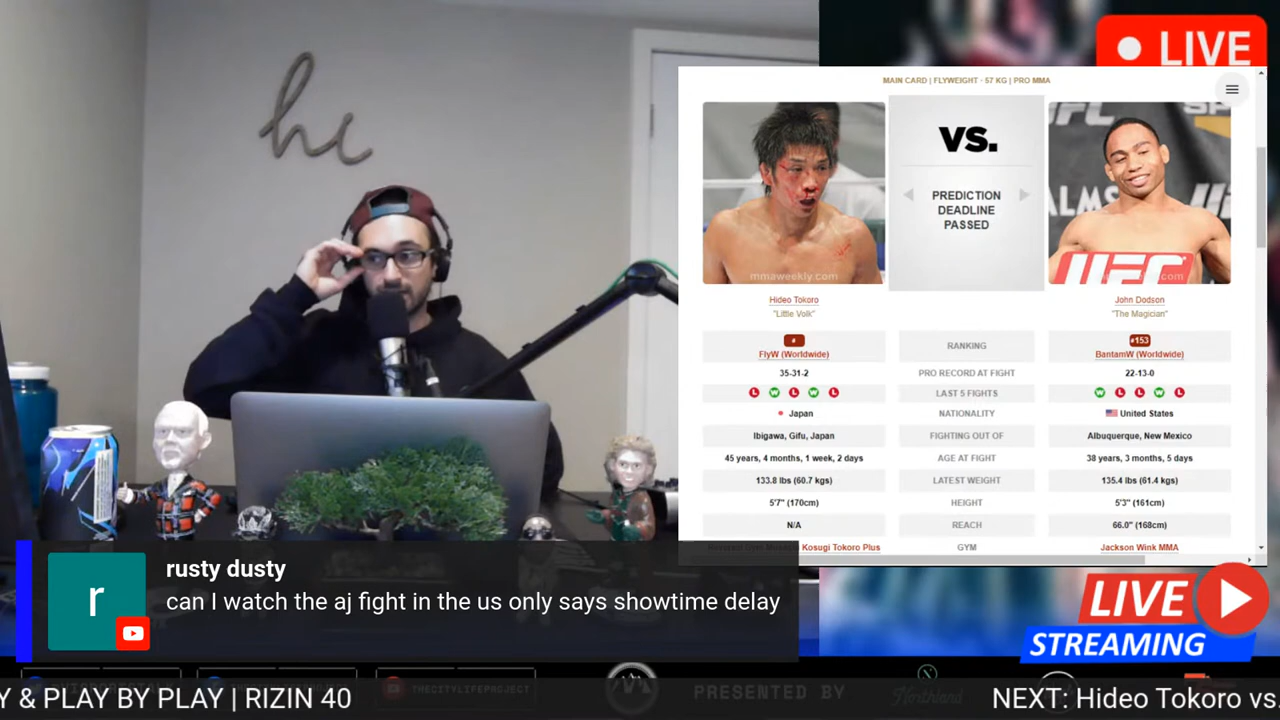 hi
LIVE
MAIN CARD | FLYWEIGHT · 57 KG | PRO MMA
VS.
PREDICTION
DEADLINE
PASSED
mmaweekly.com
UFC
ALMS
UFC
.com
Hideo Tokoro
"Little Volk"
John Dodson
"The Magician"
# RANKING #153
FlyW (Worldwide) BantamW (Worldwide)
35-31-2 PRO RECORD AT FIGHT 22-13-0
L W L W L LAST 5 FIGHTS W L L W L
Japan NATIONALITY United States
Ibigawa, Gifu, Japan FIGHTING OUT OF Albuquerque, New Mexico
45 years, 4 months, 1 week, 2 days AGE AT FIGHT 38 years, 3 months, 5 days
133.8 lbs (60.7 kgs) LATEST WEIGHT 135.4 lbs (61.4 kgs)
5'7" (170cm) HEIGHT 5'3" (161cm)
N/A REACH 66.0" (168cm)
Kosugi Tokoro Plus GYM Jackson Wink MMA
r
rusty dusty
can I watch the aj fight in the us only says showtime delay
LIVE
STREAMING
THECITYLIFEPROJECT
PRESENTED BY
Northland
Y & PLAY BY PLAY | RIZIN 40
NEXT: Hideo Tokoro vs.